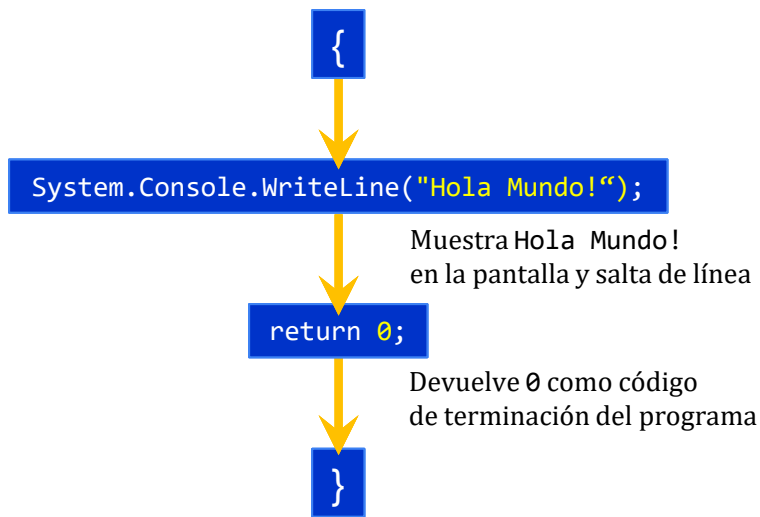 {
System.Console.WriteLine("Hola Mundo!“);
Muestra Hola Mundo!
en la pantalla y salta de línea
return 0;
Devuelve 0 como código
de terminación del programa
}